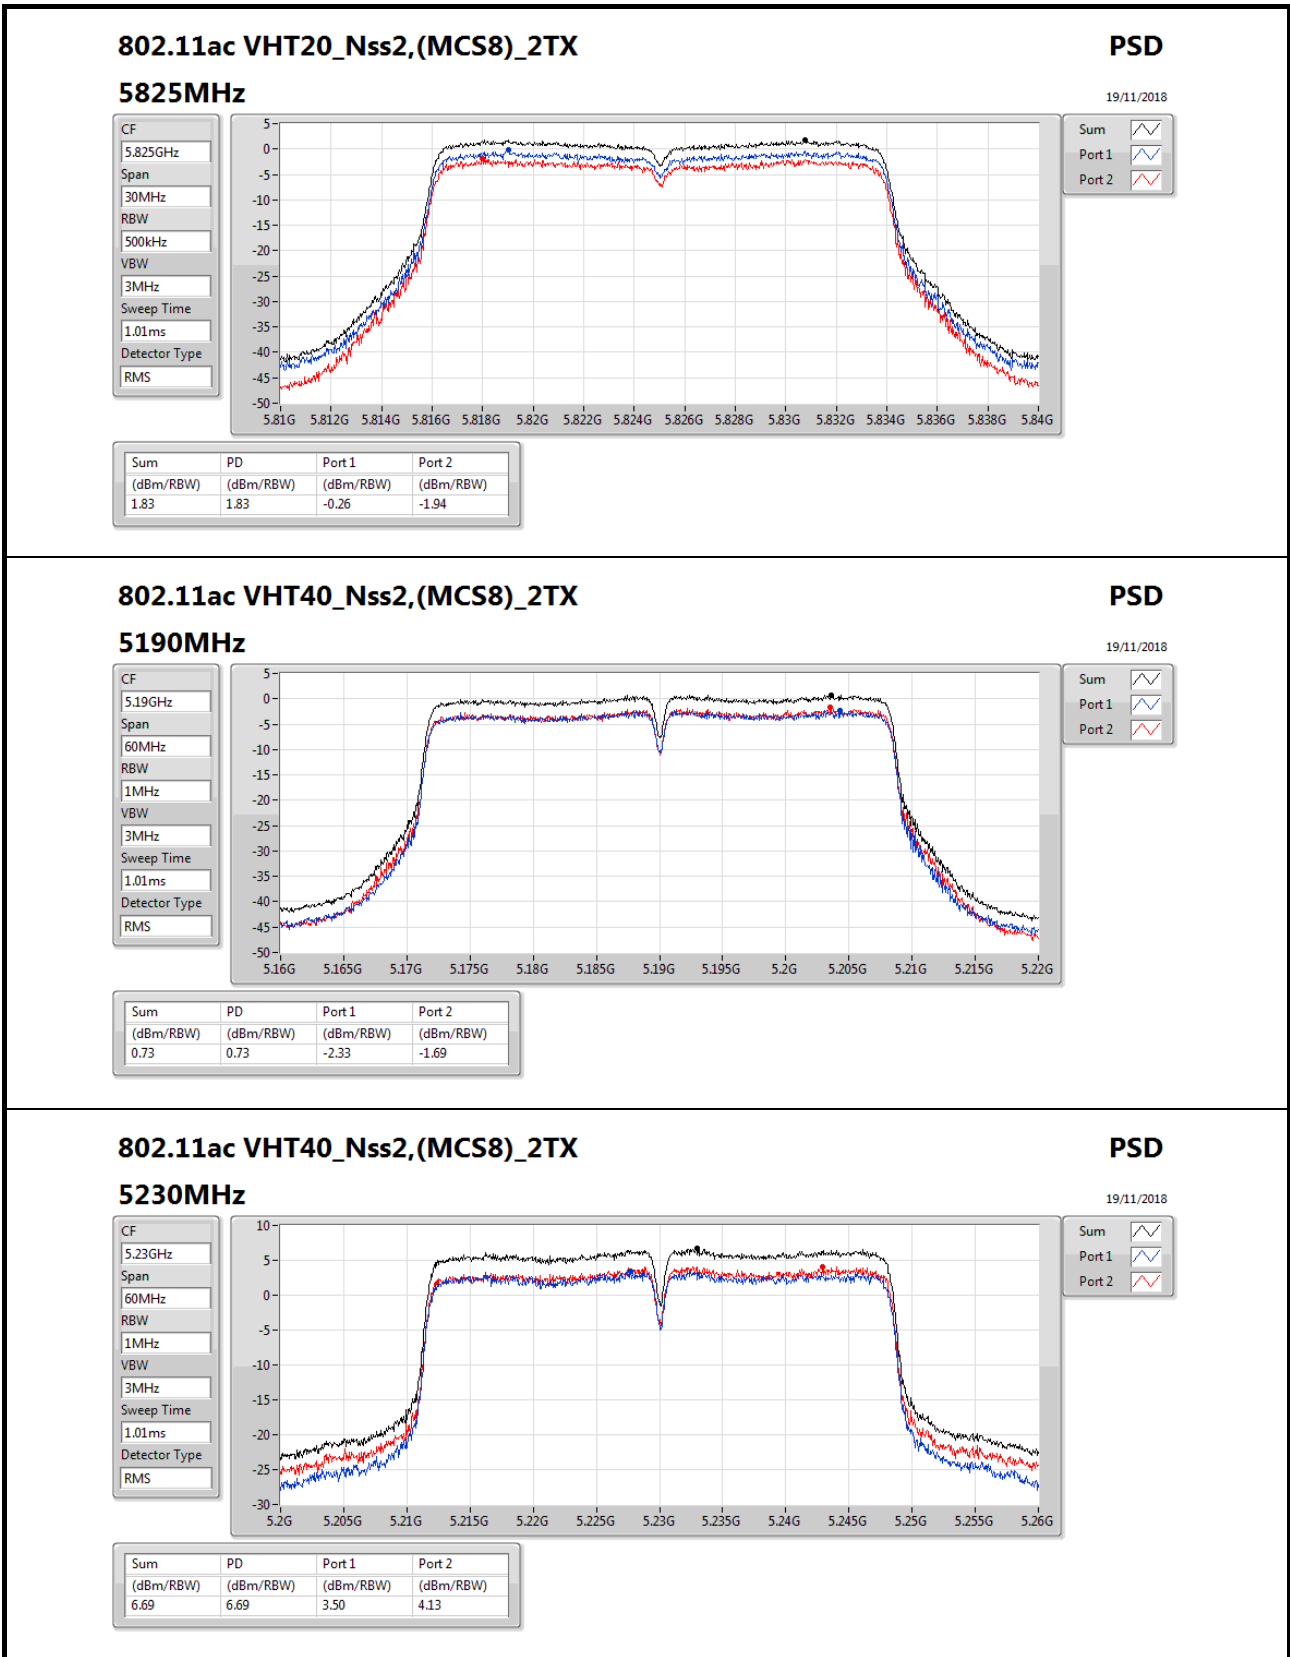 802.11ac VHT20_Nss2,(MCS8)_2TX PSD
5825MHz 19/11/2018
CF
5.825GHz
Span
30MHz
RBW
500kHz
VBW
3MHz
Sweep Time
1.01ms
Detector Type
RMS
5
0
-5
-10
-15
-20
-25
-30
-35
-40
-45
-50
5.81G 5.812G 5.814G 5.816G 5.818G 5.82G 5.822G 5.824G 5.826G 5.828G 5.83G 5.832G 5.834G 5.836G 5.838G 5.84G
Sum
Port 1
Port 2
Sum PD Port 1 Port 2
(dBm/RBW) (dBm/RBW) (dBm/RBW) (dBm/RBW)
1.83 1.83 -0.26 -1.94
802.11ac VHT40_Nss2,(MCS8)_2TX PSD
5190MHz 19/11/2018
CF
5.19GHz
Span
60MHz
RBW
1MHz
VBW
3MHz
Sweep Time
1.01ms
Detector Type
RMS
5
0
-5
-10
-15
-20
-25
-30
-35
-40
-45
-50
5.16G 5.165G 5.17G 5.175G 5.18G 5.185G 5.19G 5.195G 5.2G 5.205G 5.21G 5.215G 5.22G
Sum
Port 1
Port 2
Sum PD Port 1 Port 2
(dBm/RBW) (dBm/RBW) (dBm/RBW) (dBm/RBW)
0.73 0.73 -2.33 -1.69
802.11ac VHT40_Nss2,(MCS8)_2TX PSD
5230MHz 19/11/2018
CF
5.23GHz
Span
60MHz
RBW
1MHz
VBW
3MHz
Sweep Time
1.01ms
Detector Type
RMS
10
5
0
-5
-10
-15
-20
-25
-30
5.2G 5.205G 5.21G 5.215G 5.22G 5.225G 5.23G 5.235G 5.24G 5.245G 5.25G 5.255G 5.26G
Sum
Port 1
Port 2
Sum PD Port 1 Port 2
(dBm/RBW) (dBm/RBW) (dBm/RBW) (dBm/RBW)
6.69 6.69 3.50 4.13